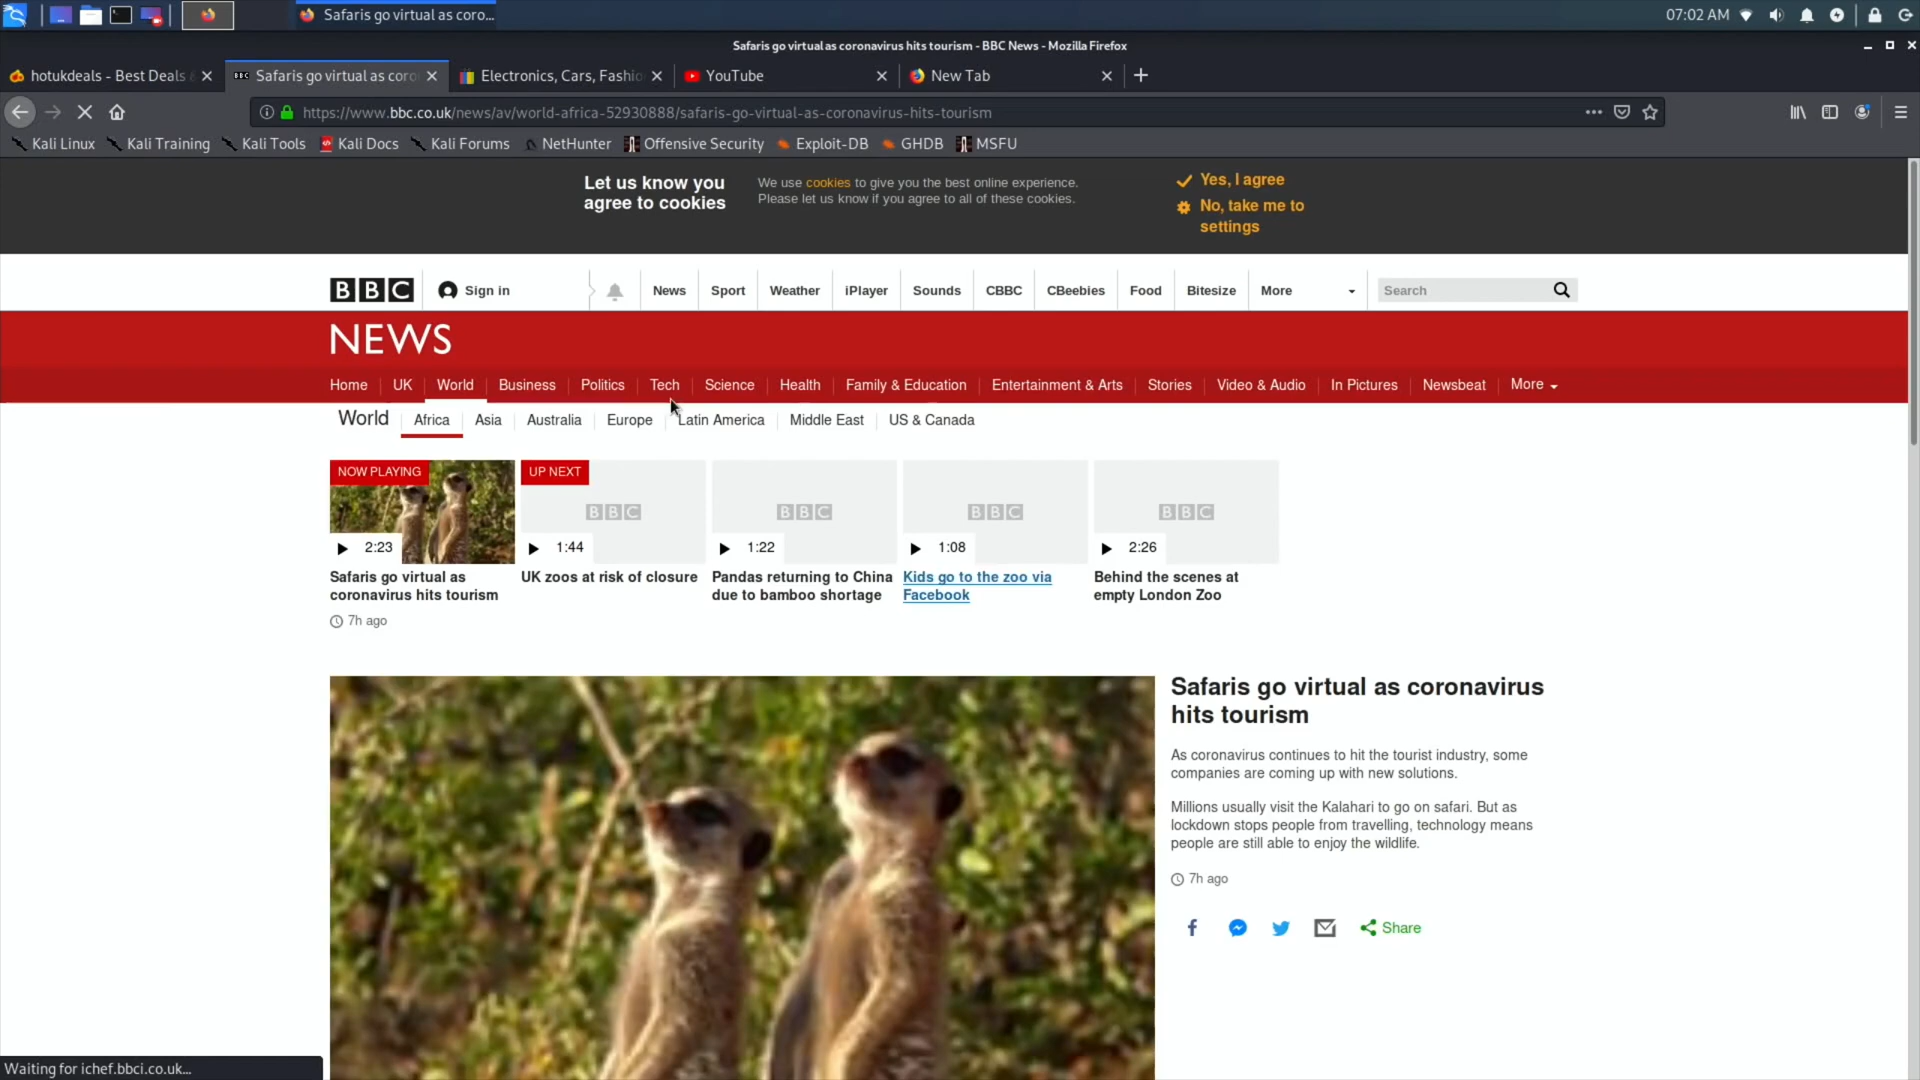 Safaris go virtual as coro...
07:02 AM
Safaris go virtual as coronavirus hits tourism - BBC News - Mozilla Firefox
hotukdeals - Best Deals
BBC Safaris go virtual as coro
Electronics, Cars, Fashio
YouTube
New Tab
https://www.bbc.co.uk/news/av/world-africa-52930888/safaris-go-virtual-as-coronavirus-hits-tourism
Kali Linux Kali Training Kali Tools Kali Docs Kali Forums NetHunter Offensive Security Exploit-DB GHDB MSFU
Let us know you
agree to cookies
We use cookies to give you the best online experience.
Please let us know if you agree to all of these cookies.
Yes, I agree
No, take me to
settings
BBC Sign in News Sport Weather iPlayer Sounds CBBC CBeebies Food Bitesize More Search
NEWS
Home UK World Business Politics Tech Science Health Family & Education Entertainment & Arts Stories Video & Audio In Pictures Newsbeat More
World Africa Asia Australia Europe Latin America Middle East US & Canada
NOW PLAYING
2:23
Safaris go virtual as
coronavirus hits tourism
7h ago
UP NEXT
BBC
1:44
UK zoos at risk of closure
BBC
1:22
Pandas returning to China
due to bamboo shortage
BBC
1:08
Kids go to the zoo via
Facebook
BBC
2:26
Behind the scenes at
empty London Zoo
Safaris go virtual as coronavirus
hits tourism
As coronavirus continues to hit the tourist industry, some
companies are coming up with new solutions.
Millions usually visit the Kalahari to go on safari. But as
lockdown stops people from travelling, technology means
people are still able to enjoy the wildlife.
7h ago
Share
Waiting for ichef.bbci.co.uk...